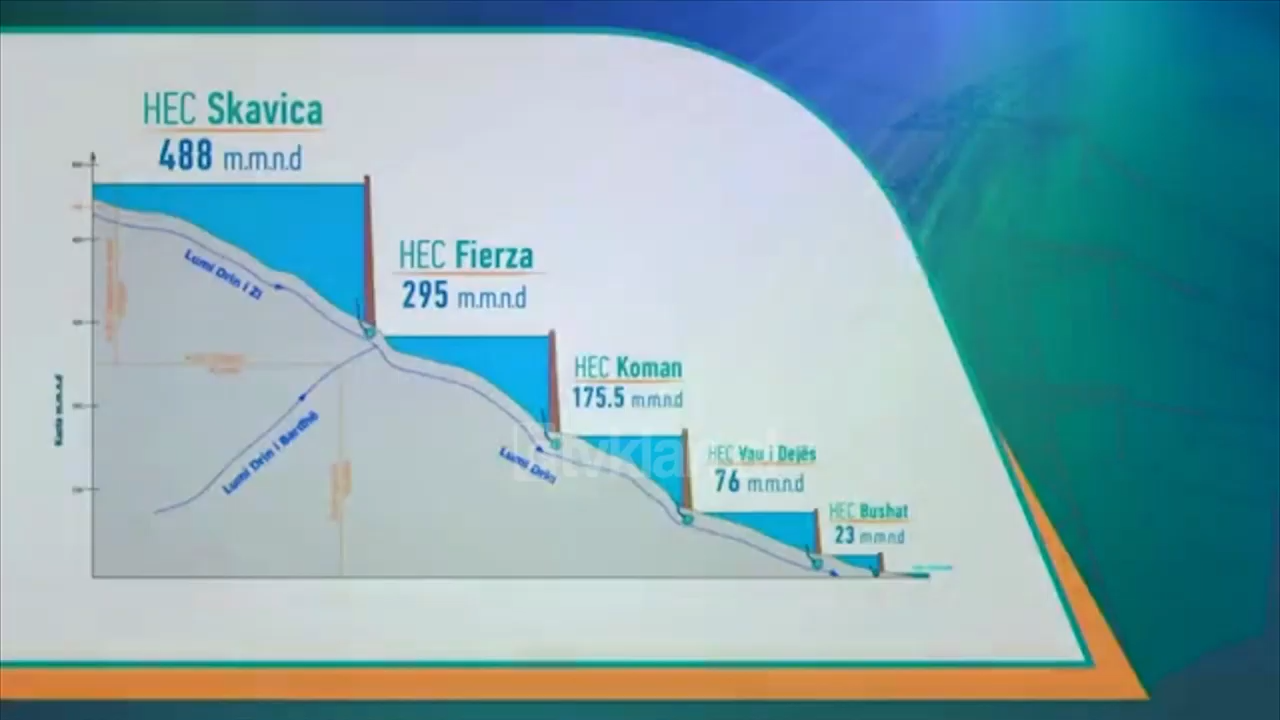 HEC Skavica
488 m.m.n.d
HEC Fierza
295 m.m.n.d
HEC Koman
175.5 m.m.n.d
HEC Vau i Dejës
76 m.m.n.d
HEC Bushat
23 m.m.n.d
Lumi Drin i Zi
Lumi Drin i Bardhë
Lumi Drin